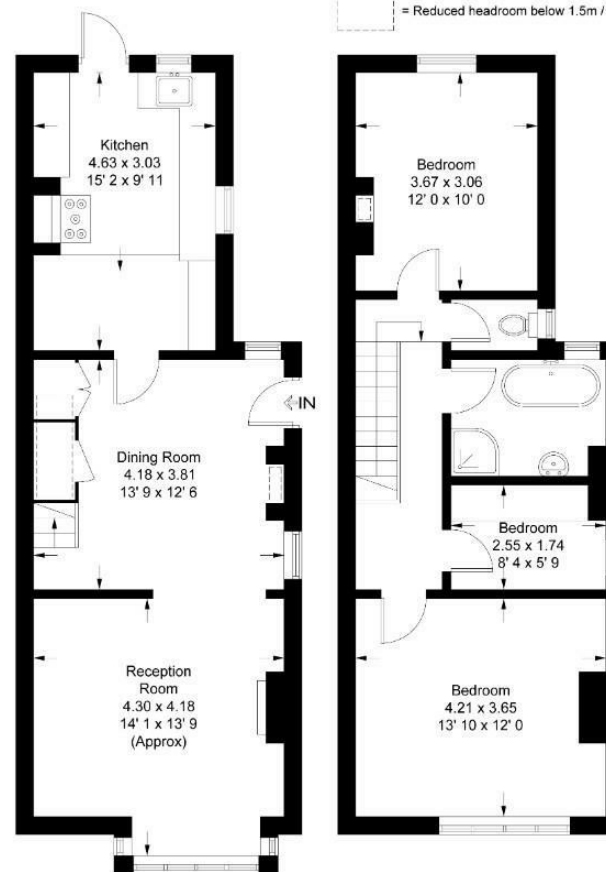 = Reduced headroom below 1.5m /
Kitchen
4.63 x 3.03
15' 2 x 9' 11
IN
Dining Room
4.18 x 3.81
13' 9 x 12' 6
Reception
Room
4.30 x 4.18
14' 1 x 13' 9
(Approx)
Bedroom
3.67 x 3.06
12' 0 x 10' 0
Bedroom
2.55 x 1.74
8' 4 x 5' 9
Bedroom
4.21 x 3.65
13' 10 x 12' 0